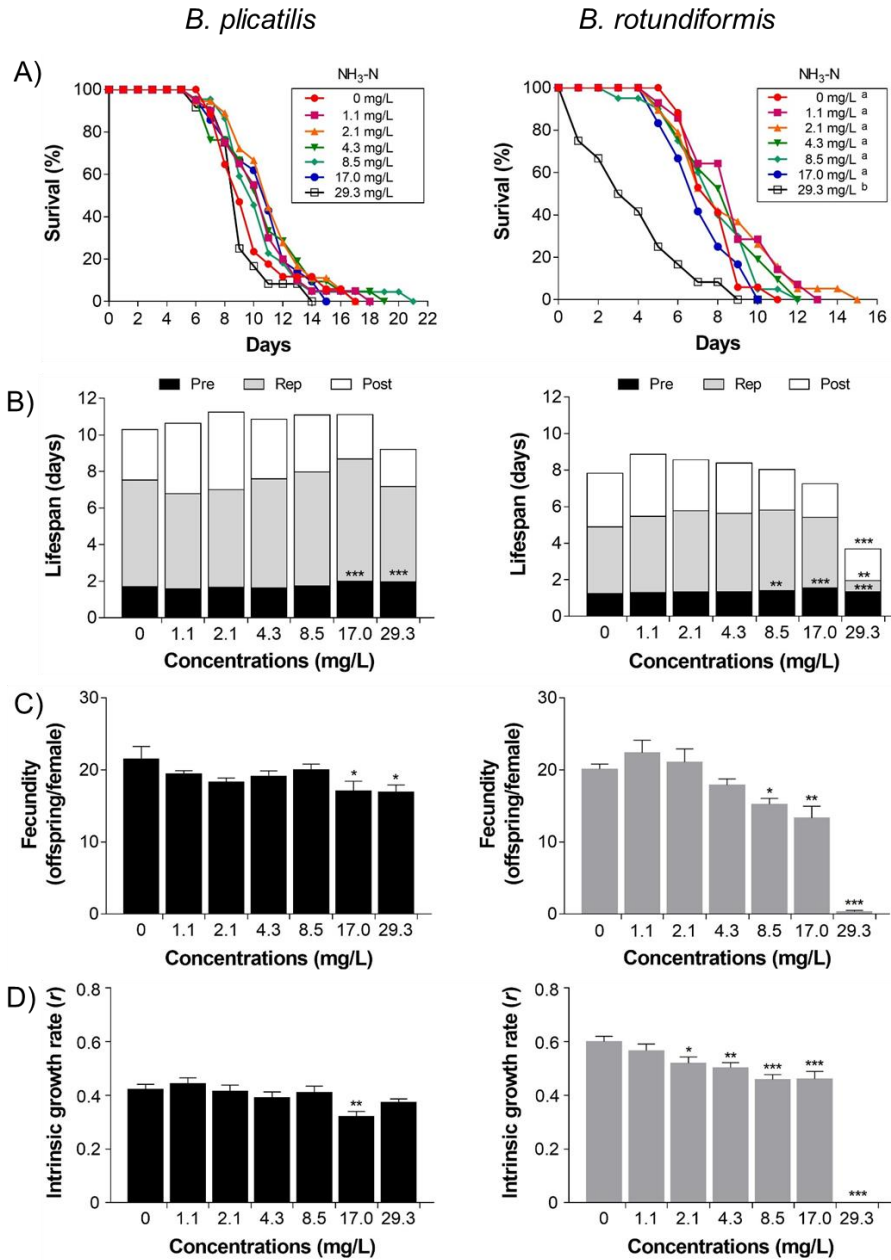 B. plicatilis
B. rotundiformis
A)
NH3-N
0 mg/L
1.1 mg/L
2.1 mg/L
4.3 mg/L
8.5 mg/L
17.0 mg/L
29.3 mg/L
Surival (%)
100
80
60
40
20
0
0 2 4 6 8 10 12 14 16 18 20 22
Days
NH3-N
0 mg/L a
1.1 mg/L a
2.1 mg/L a
4.3 mg/L a
8.5 mg/L a
17.0 mg/L a
29.3 mg/L b
Surival (%)
100
80
60
40
20
0
0 2 4 6 8 10 12 14 16
Days
B)
Pre Rep Post
Lifespan (days)
12
10
8
6
4
2
0
*** ***
0 1.1 2.1 4.3 8.5 17.0 29.3
Concentrations (mg/L)
Pre Rep Post
Lifespan (days)
12
10
8
6
4
2
0
***
**
** *** ***
0 1.1 2.1 4.3 8.5 17.0 29.3
Concentrations (mg/L)
C)
Fecundity
(offspring/female)
30
20
10
0
* *
0 1.1 2.1 4.3 8.5 17.0 29.3
Concentrations (mg/L)
Fecundity
(offspring/female)
30
20
10
0
* ** ***
0 1.1 2.1 4.3 8.5 17.0 29.3
Concentrations (mg/L)
D)
Intrinsic growth rate (r)
0.8
0.6
0.4
0.2
0
**
0 1.1 2.1 4.3 8.5 17.0 29.3
Concentrations (mg/L)
Intrinsic growth rate (r)
0.8
0.6
0.4
0.2
0
* ** *** *** ***
0 1.1 2.1 4.3 8.5 17.0 29.3
Concentrations (mg/L)